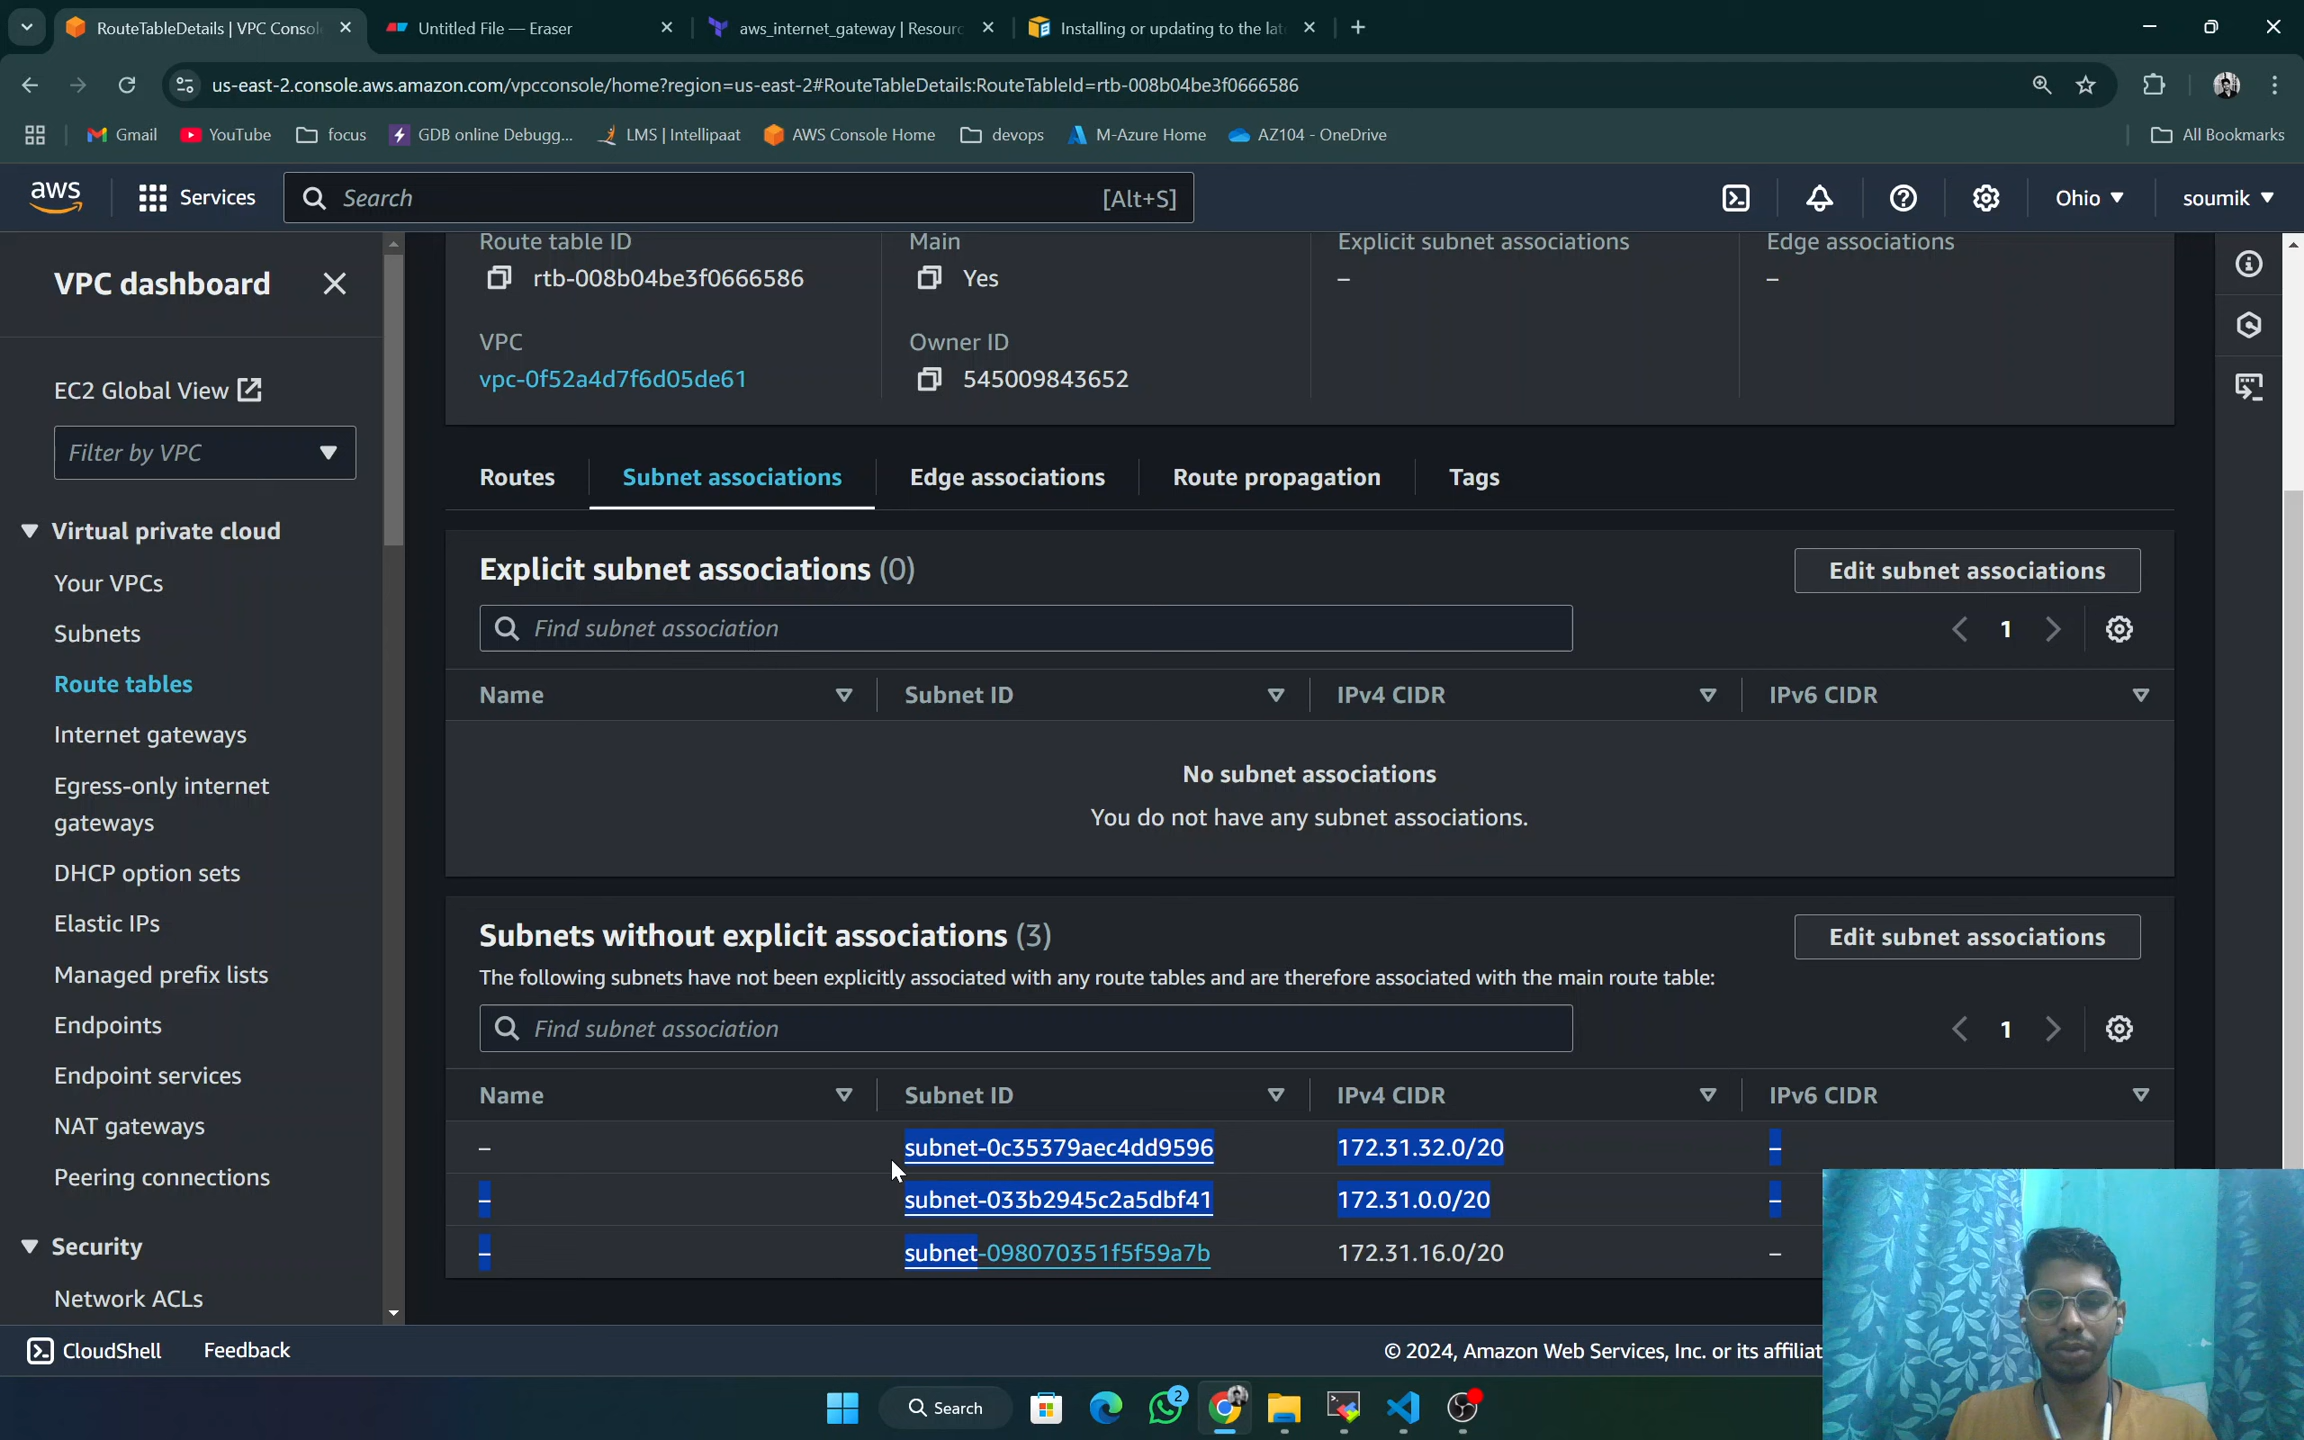 RouteTableDetails | VPC Consol
Untitled File — Eraser
aws_internet_gateway | Resourc
Installing or updating to the lat
us-east-2.console.aws.amazon.com/vpcconsole/home?region=us-east-2#RouteTableDetails:RouteTableId=rtb-008b04be3f0666586
Gmail
YouTube
focus
GDB online Debugg...
LMS | Intellipaat
AWS Console Home
devops
M-Azure Home
AZ104 - OneDrive
All Bookmarks
aws
Services
Search
[Alt+S]
Ohio
soumik
VPC dashboard
EC2 Global View
Filter by VPC
Virtual private cloud
Your VPCs
Subnets
Route tables
Internet gateways
Egress-only internet
gateways
DHCP option sets
Elastic IPs
Managed prefix lists
Endpoints
Endpoint services
NAT gateways
Peering connections
Security
Network ACLs
Route table ID
rtb-008b04be3f0666586
Main
Yes
Explicit subnet associations
–
Edge associations
–
VPC
vpc-0f52a4d7f6d05de61
Owner ID
545009843652
Routes
Subnet associations
Edge associations
Route propagation
Tags
Explicit subnet associations (0)
Edit subnet associations
Find subnet association
1
Name
Subnet ID
IPv4 CIDR
IPv6 CIDR
No subnet associations
You do not have any subnet associations.
Subnets without explicit associations (3)
Edit subnet associations
The following subnets have not been explicitly associated with any route tables and are therefore associated with the main route table:
Find subnet association
1
Name
Subnet ID
IPv4 CIDR
IPv6 CIDR
– subnet-0c35379aec4dd9596 172.31.32.0/20 –
– subnet-033b2945c2a5dbf41 172.31.0.0/20 –
– subnet-098070351f5f59a7b 172.31.16.0/20 –
CloudShell
Feedback
© 2024, Amazon Web Services, Inc. or its affiliat
Search
2